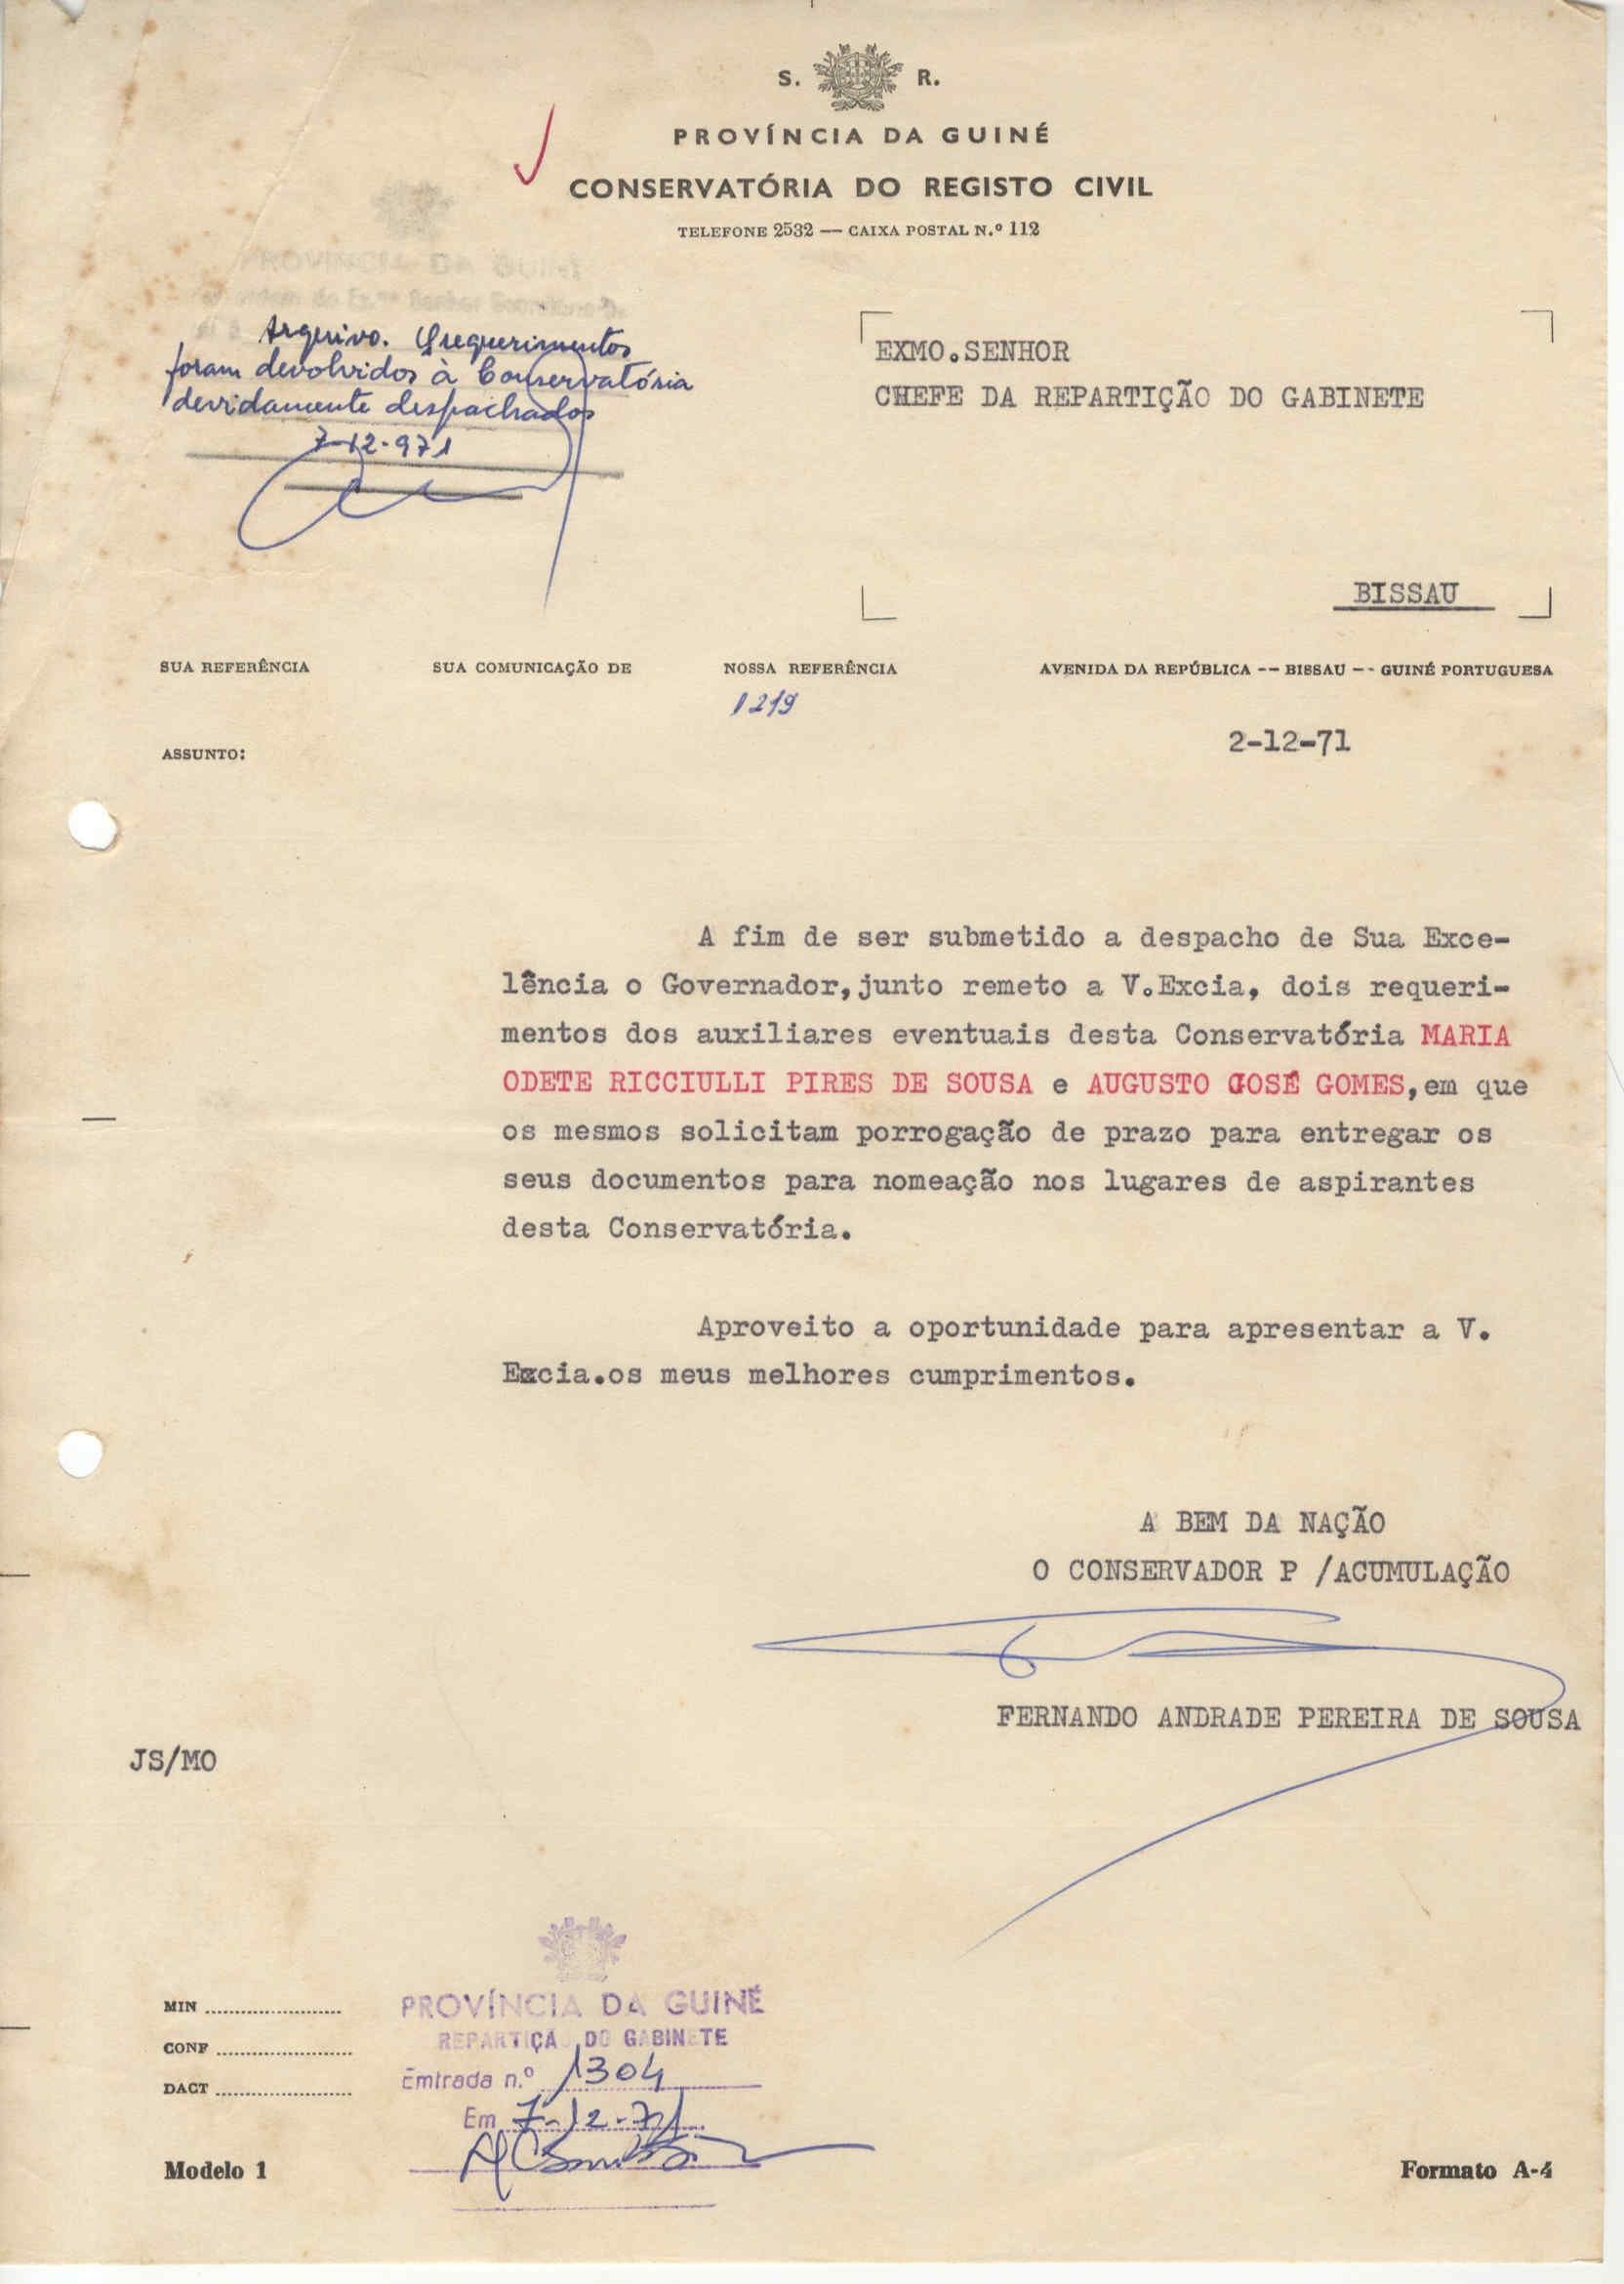 S. R.
PROVÍNCIA DA GUINÉ
CONSERVATÓRIA DO REGISTO CIVIL
TELEFONE 2532 — CAIXA POSTAL N.º 112
PROVÍNCIA DA GUINÉ
Arquivo. Os requerimentos
foram devolvidos à Conservatória
devidamente despachados
7-12-971
EXMO.SENHOR
CHEFE DA REPARTIÇÃO DO GABINETE
BISSAU
SUA REFERÊNCIA SUA COMUNICAÇÃO DE NOSSA REFERÊNCIA AVENIDA DA REPÚBLICA -- BISSAU -- GUINÉ PORTUGUESA
1219
2-12-71
ASSUNTO:
A fim de ser submetido a despacho de Sua Exce-
lência o Governador,junto remeto a V.Excia, dois requeri-
mentos dos auxiliares eventuais desta Conservatória MARIA
ODETE RICCIULLI PIRES DE SOUSA e AUGUSTO JOSÉ GOMES,em que
os mesmos solicitam porrogação de prazo para entregar os
seus documentos para nomeação nos lugares de aspirantes
desta Conservatória.
Aproveito a oportunidade para apresentar a V.
Excia.os meus melhores cumprimentos.
A BEM DA NAÇÃO
O CONSERVADOR P /ACUMULAÇÃO
FERNANDO ANDRADE PEREIRA DE SOUSA
JS/MO
MIN
CONF
DACT
PROVÍNCIA DA GUINÉ
REPARTIÇÃO DO GABINETE
Entrada n.º 1304
Em 7-12-71
Modelo 1
Formato A-4